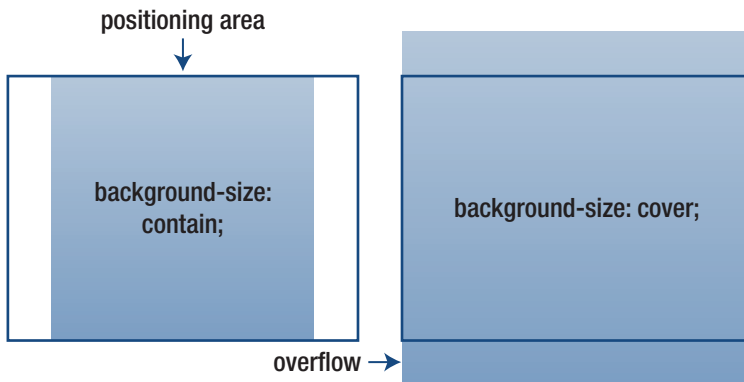 positioning area
background-size:
contain;
background-size: cover;
overflow